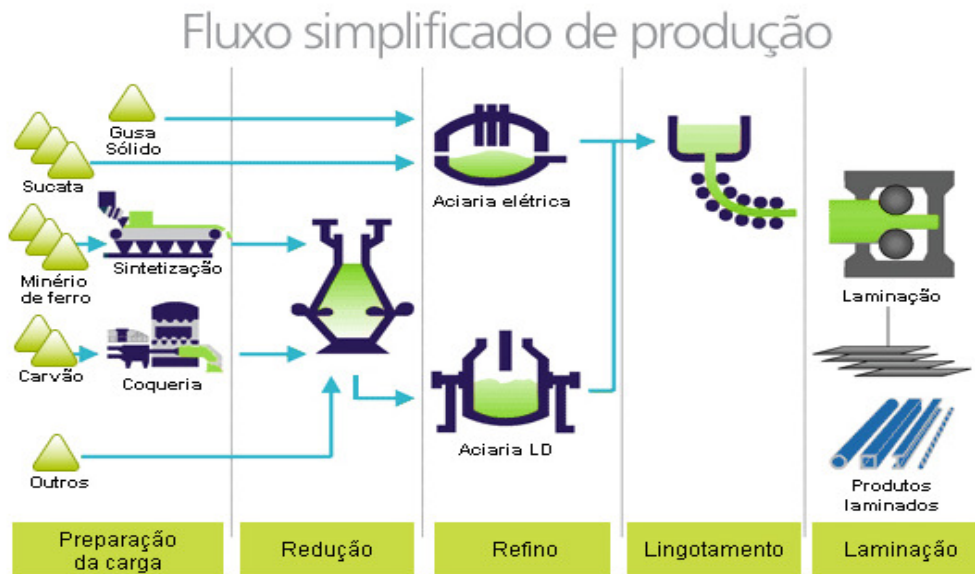 Fluxo simplificado de produção
Gusa
Sólido
Sucata
Aciaria elétrica
Minério
de ferro
Sintetização
Laminação
Carvão
Coqueria
Aciaria LD
Outros
Produtos
laminados
Preparação
da carga
Redução
Refino
Lingotamento
Laminação